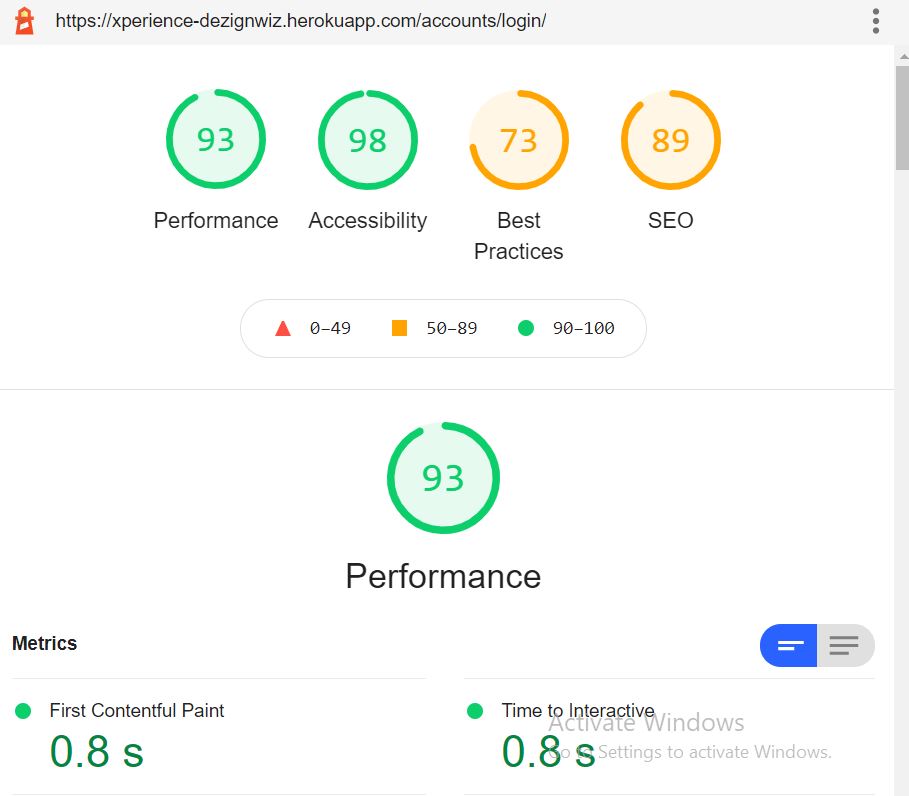 https://xperience-dezignwiz.herokuapp.com/accounts/login/
93 98 73 89
Performance Accessibility Best Practices SEO
0–49 50–89 90–100
93
Performance
Metrics
First Contentful Paint Time to Interactive
0.8 s 0.8 s
Activate Windows
Go to Settings to activate Windows.